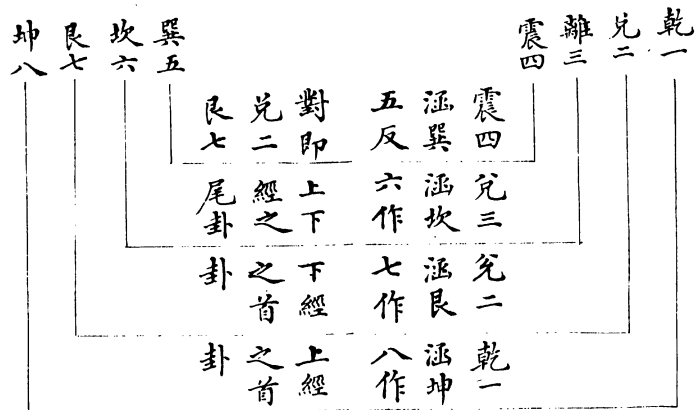 乾一
兌二
離三
震四
巽五
坎六
艮七
坤八
震四
涵巽
五反
對即
兌二
艮七
兌三
涵坎
六作
上下
經之
尾卦
兌二
涵艮
七作
下經
之首
卦
乾一
涵坤
八作
上經
之首
卦